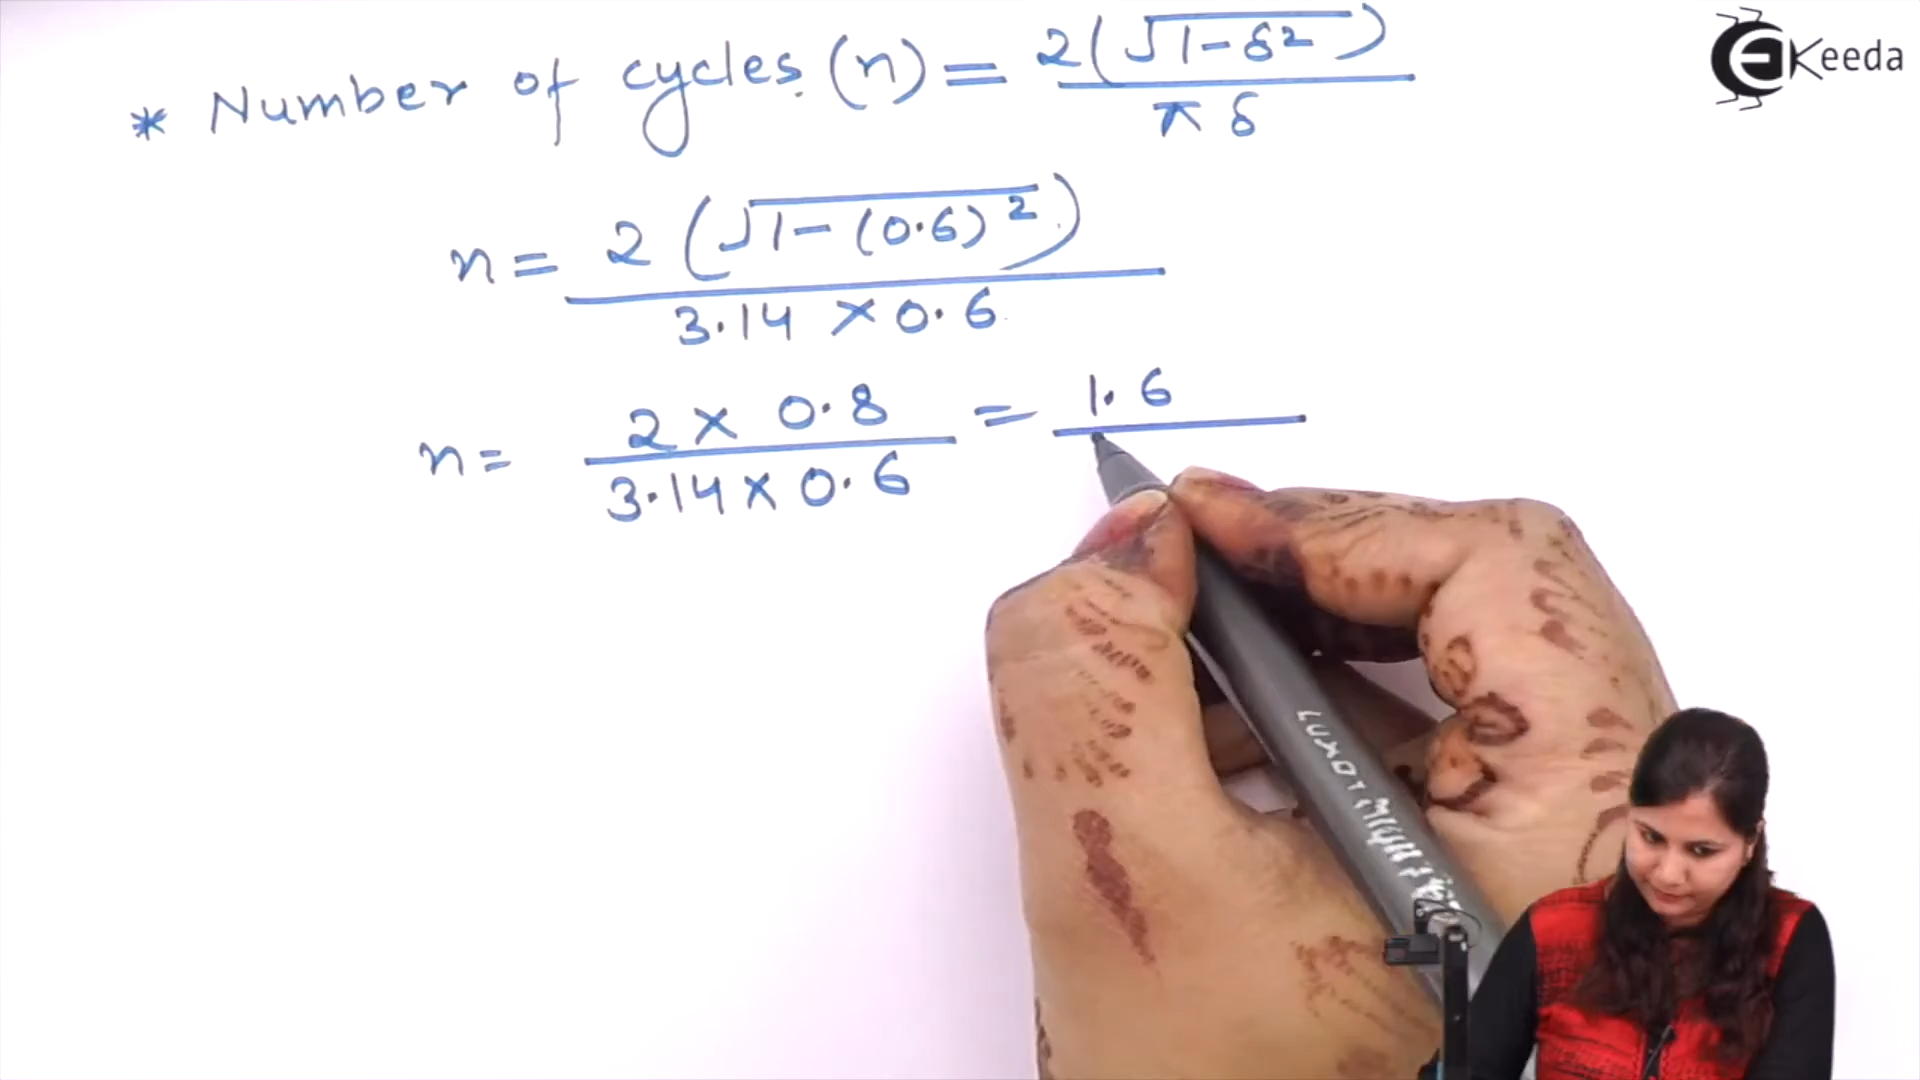 * Number of cycles (n) = 2(√1-δ²) / πδ
n = 2 (√1-(0.6)²) / 3.14 × 0.6
n = 2 × 0.8 / 3.14 × 0.6 = 1.6
EKeeda
LUXOR